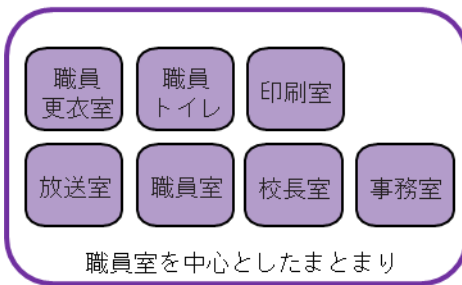 職員
更衣室
職員
トイレ
印刷室
放送室
職員室
校長室
事務室
職員室を中心としたまとまり